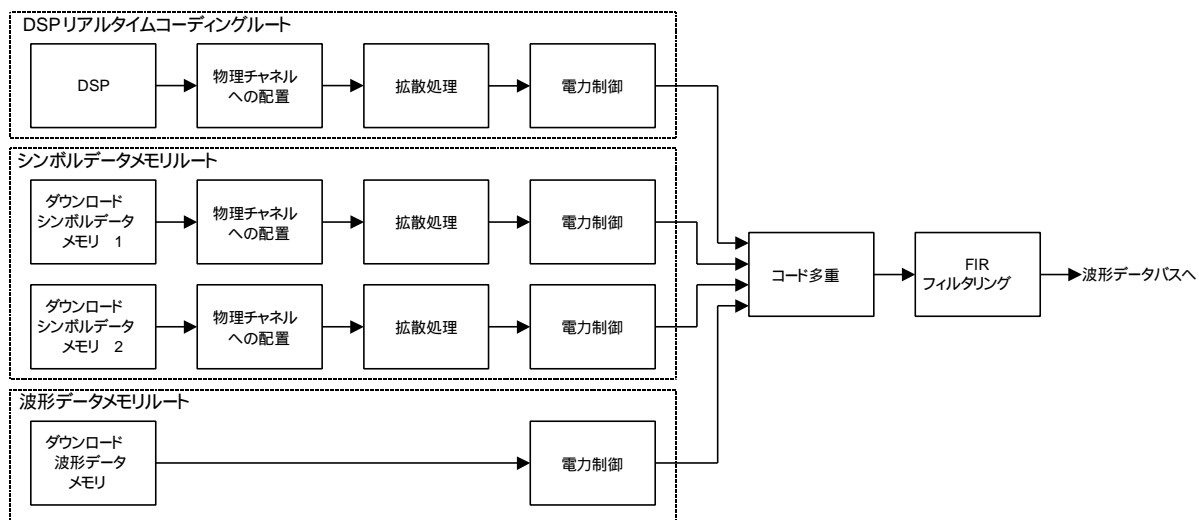 DSPリアルタイムコーディングルート
DSP
物理チャネル
への配置
拡散処理
電力制御
シンボルデータメモリルート
ダウンロード
シンボルデータ
メモリ 1
物理チャネル
への配置
拡散処理
電力制御
ダウンロード
シンボルデータ
メモリ 2
物理チャネル
への配置
拡散処理
電力制御
波形データメモリルート
ダウンロード
波形データ
メモリ
電力制御
コード多重
FIR
フィルタリング
波形データバスへ